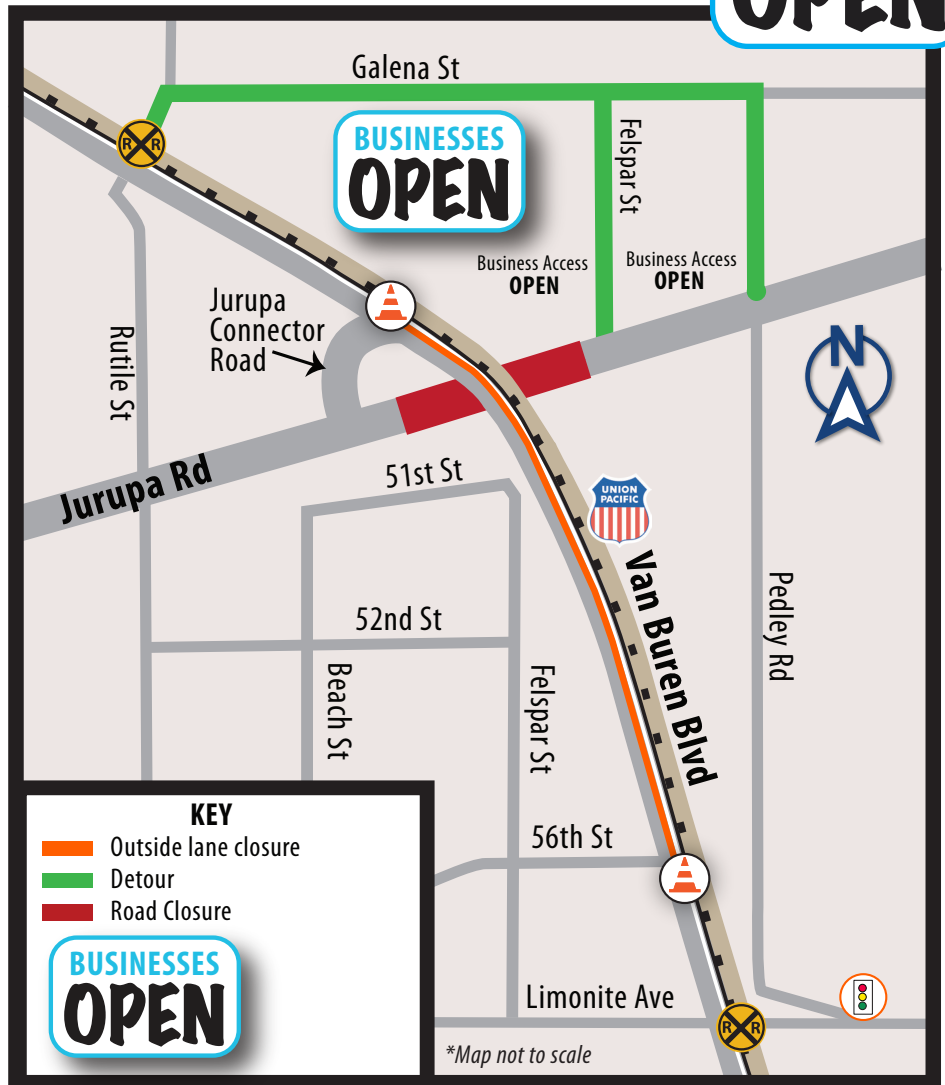 OPEN
Galena St
R R
BUSINESSES
OPEN
Felspar St
Business Access
OPEN
Business Access
OPEN
Jurupa
Connector
Road
Rutile St
N
Jurupa Rd
51st St
UNION
PACIFIC
Van Buren Blvd
Pedley Rd
52nd St
Beach St
Felspar St
56th St
KEY
Outside lane closure
Detour
Road Closure
BUSINESSES
OPEN
Limonite Ave
R R
*Map not to scale